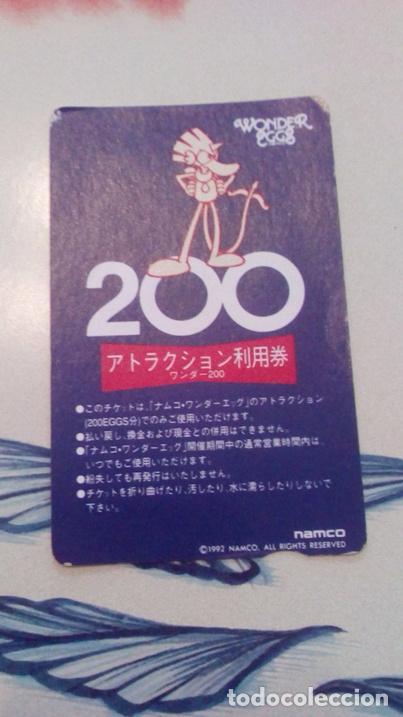 WONDER
EGGS
200
アトラクション利用券
ワンダー200
●このチケットは、「ナムコ・ワンダーエッグ」のアトラクション
(200EGGS分)でのみご使用いただけます。
●払い戻し、換金および現金との併用はできません。
●「ナムコ・ワンダーエッグ」開催期間中の通常営業時間内は
いつでもご使用いただけます。
●紛失しても再発行はいたしません。
●チケットを折り曲げたり、汚したり、水に濡らしたりしないで
下さい。
namco
©1992 NAMCO. ALL RIGHTS RESERVED
todocoleccion